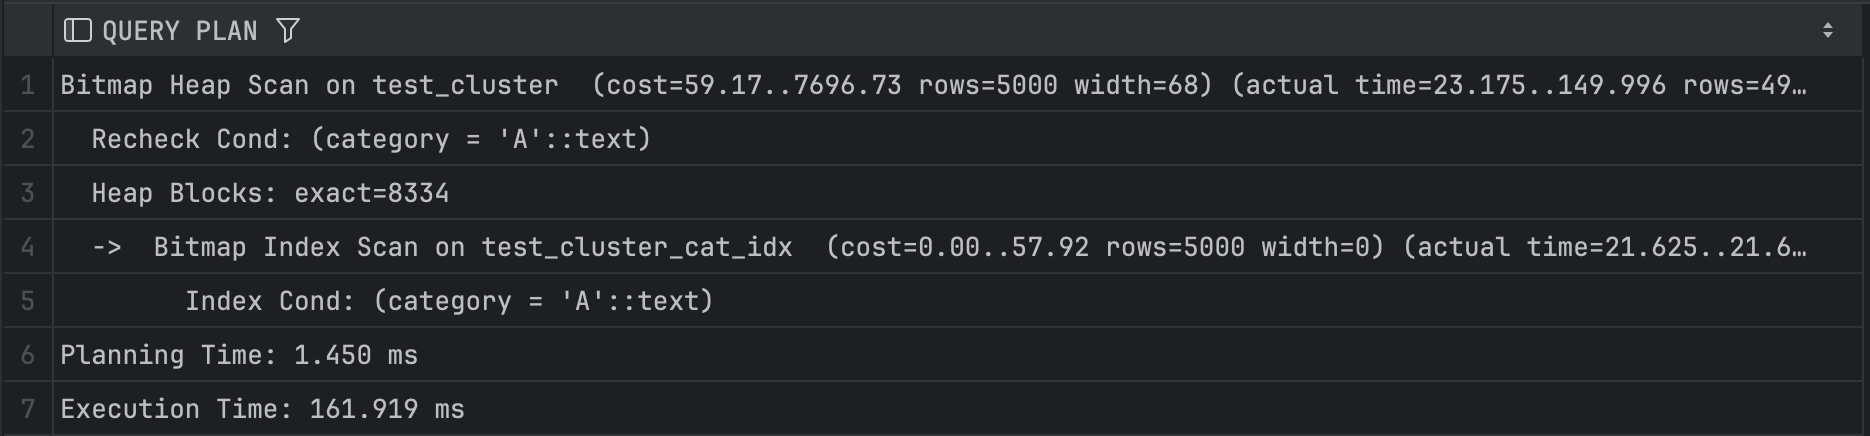 QUERY PLAN
1 Bitmap Heap Scan on test_cluster  (cost=59.17..7696.73 rows=5000 width=68) (actual time=23.175..149.996 rows=49…
2   Recheck Cond: (category = 'A'::text)
3   Heap Blocks: exact=8334
4   ->  Bitmap Index Scan on test_cluster_cat_idx  (cost=0.00..57.92 rows=5000 width=0) (actual time=21.625..21.6…
5         Index Cond: (category = 'A'::text)
6 Planning Time: 1.450 ms
7 Execution Time: 161.919 ms